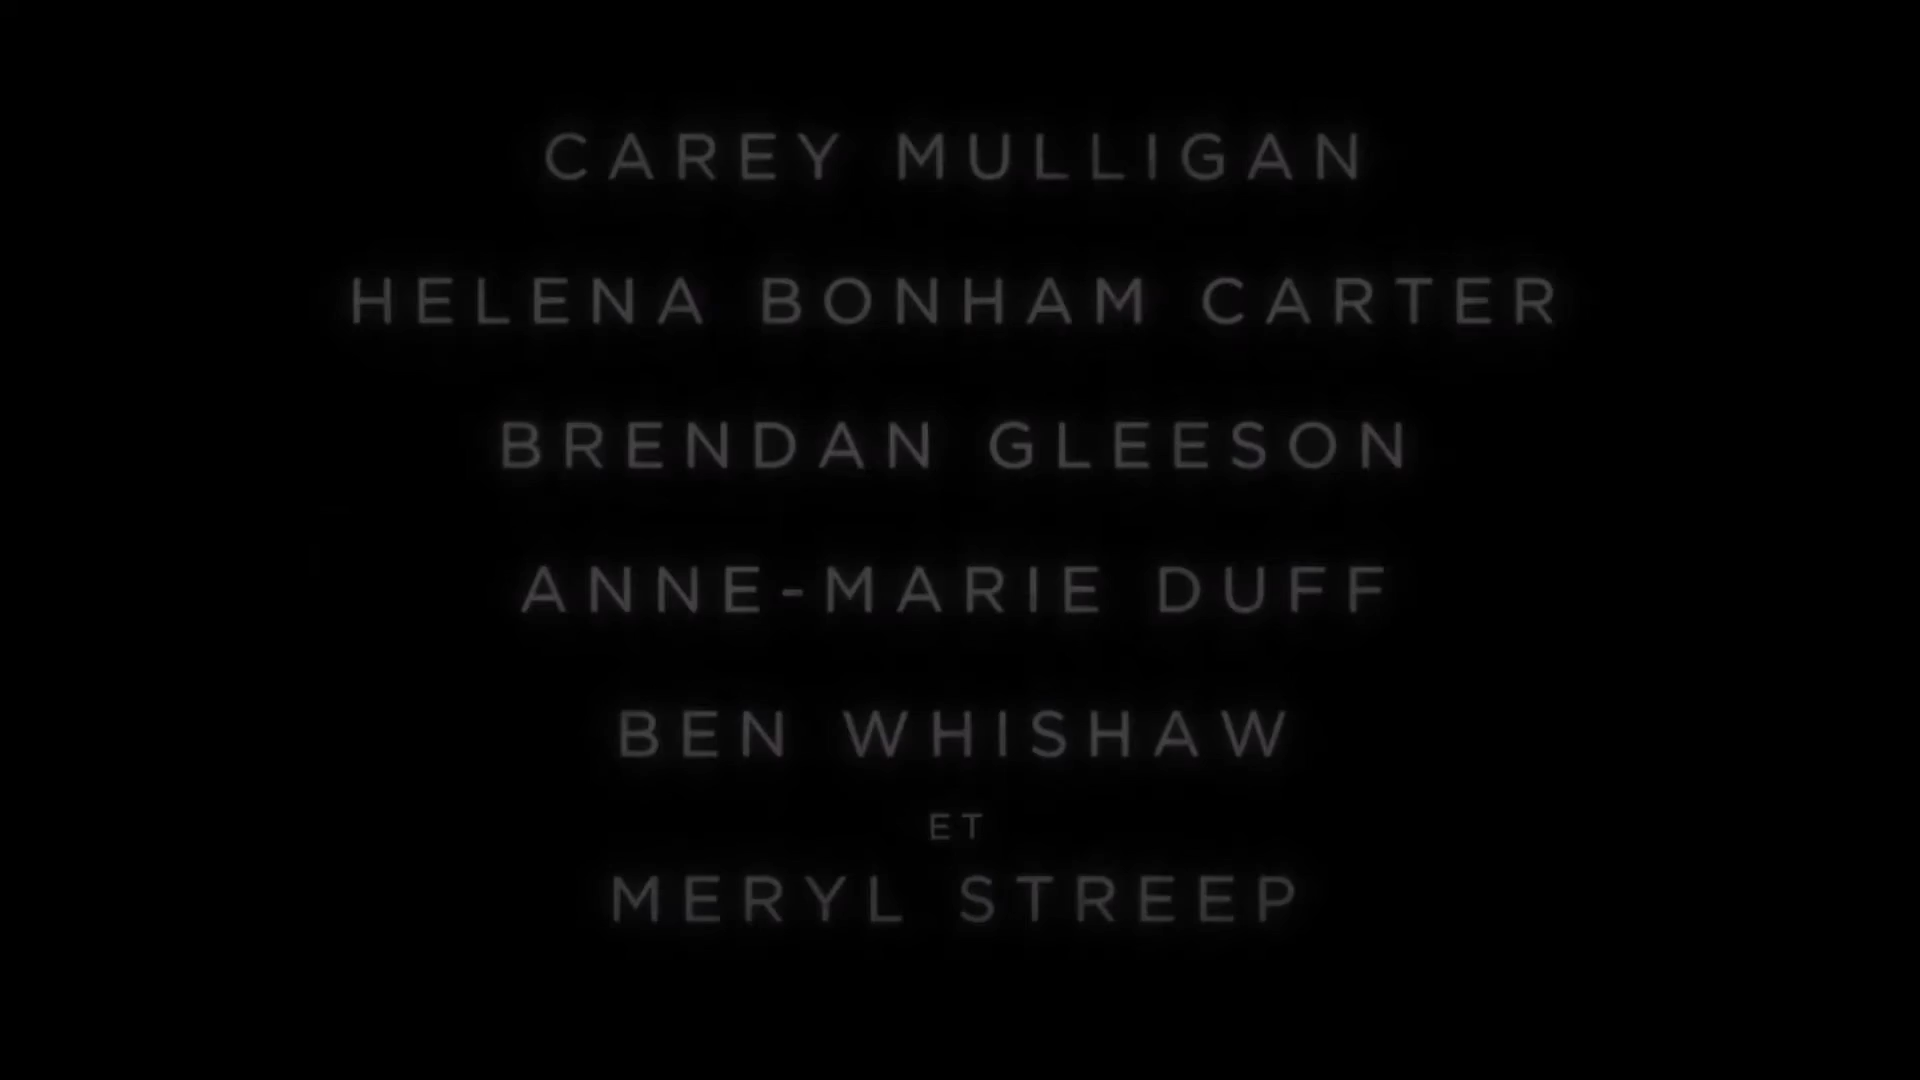 CAREY MULLIGAN
HELENA BONHAM CARTER
BRENDAN GLEESON
ANNE-MARIE DUFF
BEN WHISHAW
ET
MERYL STREEP